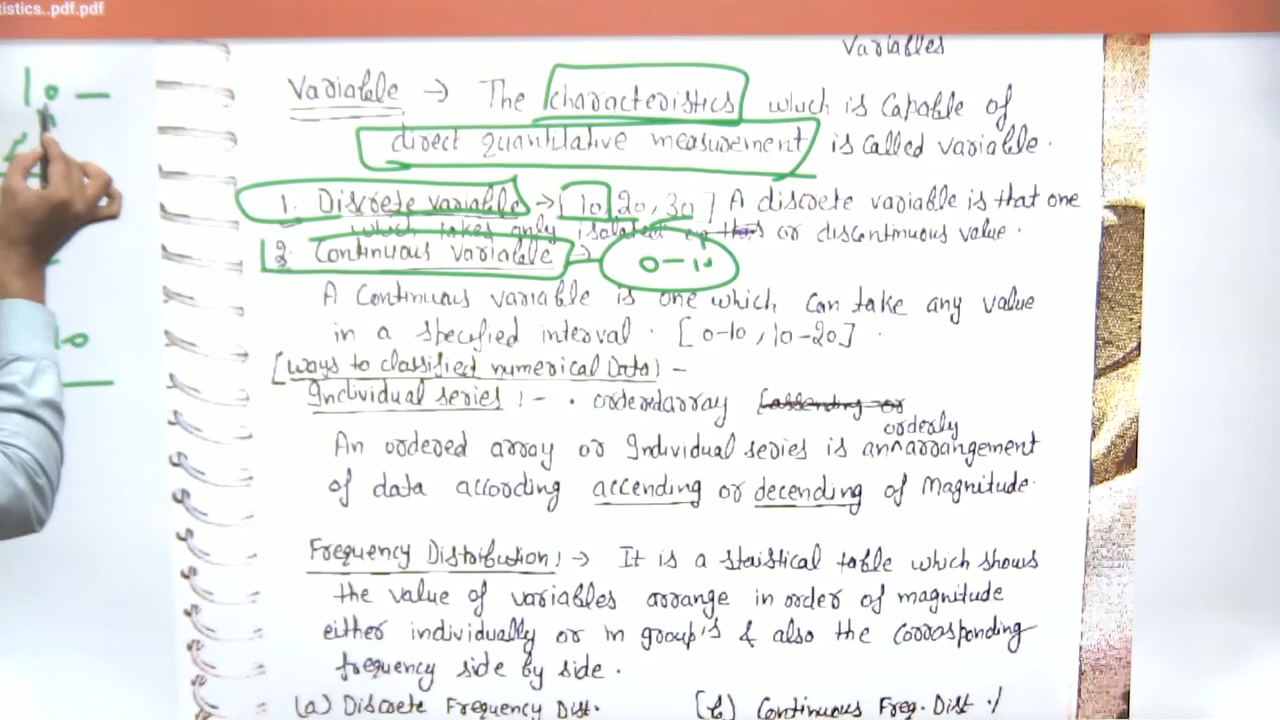 tistics..pdf.pdf
Variables
10 -
Variable → The characteristics which is capable of
direct quantitative measurement is called variable.
1. Discrete variable → [10, 20, 30] A discrete variable is that one
which takes only isolated or discontinuous value.
2. Continuous variable → 0-10
A Continuous variable is one which can take any value
in a specified interval. [0-10, 10-20]
[Ways to classified numerical Data] -
Individual series :- . orderdarray
orderly
An ordered array or Individual series is an arrangement
of data according accending or decending of Magnitude.
10
Frequency Distribution :→ It is a staistical table which shows
the value of variables arrange in order of magnitude
either individually or in group's & also the corrosponding
frequency side by side.
(a) Discrete Frequency Dist. (b) Continuous Freq. Dist.